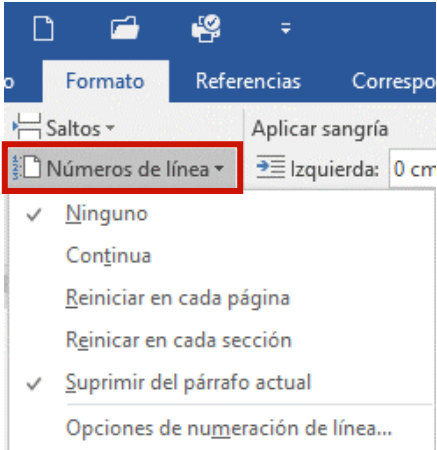 Formato Referencias
Saltos Aplicar sangría
Números de línea Izquierda: 0 cm
Ninguno
Continua
Reiniciar en cada página
Reinicar en cada sección
Suprimir del párrafo actual
Opciones de numeración de línea...